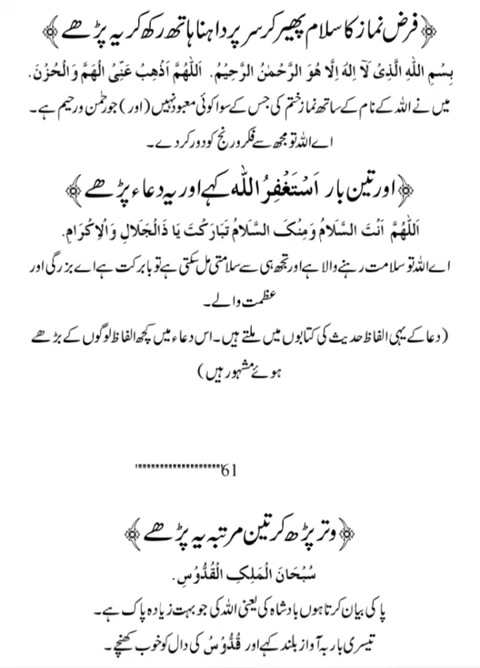 ﴿فرض نماز کا سلام پھیر کر سر پر داہنا ہاتھ رکھ کر یہ پڑھے﴾
بِسْمِ اللّٰهِ الَّذِیْ لَآ اِلٰهَ اِلَّا هُوَ الرَّحْمٰنُ الرَّحِیْمُ. اَللّٰهُمَّ اَذْهِبْ عَنِّیْ الْهَمَّ وَالْحُزْنَ.
میں نے اللہ کے نام کے ساتھ نماز ختم کی جس کے سوا کوئی معبود نہیں (اور) جو رحمٰن و رحیم ہے۔
اے اللہ تو مجھ سے فکر و رنج کو دور کر دے۔
﴿اور تین بار اَسْتَغْفِرُ اللّٰه کہے اور یہ دعاء پڑھے﴾
اَللّٰهُمَّ اَنْتَ السَّلَامُ وَمِنْکَ السَّلَامُ تَبَارَکْتَ یَا ذَالْجَلَالِ وَالْاِکْرَامِ.
اے اللہ تو سلامت رہنے والا ہے اور تجھ ہی سے سلامتی مل سکتی ہے تو بابرکت ہے اے بزرگی اور
عظمت والے۔
(دعا کے یہی الفاظ حدیث کی کتابوں میں ملتے ہیں۔ اس دعاء میں کچھ الفاظ لوگوں کے بڑھے
ہوئے مشہور ہیں)
61
﴿وتر پڑھ کر تین مرتبہ یہ پڑھے﴾
سُبْحَانَ الْمَلِکِ الْقُدُّوْسِ.
پاکی بیان کرتا ہوں بادشاہ کی یعنی اللہ کی جو بہت زیادہ پاک ہے۔
تیسری بار بہ آواز بلند کہے اور قُدُّوْسُ کی دال کو خوب کھینچے۔